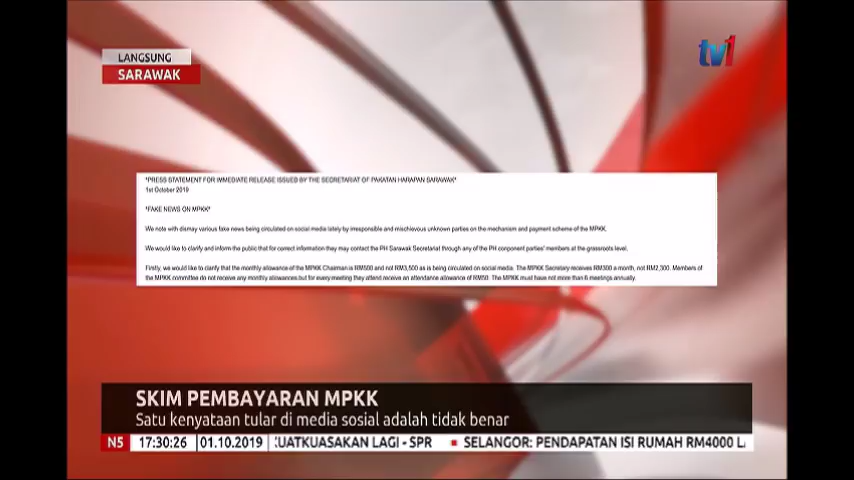 LANGSUNG
SARAWAK
tv1
*PRESS STATEMENT FOR IMMEDIATE RELEASE ISSUED BY THE SECRETARIAT OF PAKATAN HARAPAN SARAWAK*
1st October 2019
*FAKE NEWS ON MPKK*
We note with dismay various fake news being circulated on social media lately by irresponsible and mischievous unknown parties on the mechanism and payment scheme of the MPKK.
We would like to clarify and inform the public that for correct information they may contact the PH Sarawak Secretariat through any of the PH component parties' members at the grassroots level.
Firstly, we would like to clarify that the monthly allowance of the MPKK Chairman is RM500 and not RM3,500 as is being circulated on social media. The MPKK Secretary receives RM300 a month, not RM2,300. Members of
the MPKK committee do not receive any monthly allowances but for every meeting they attend receive an attendance allowance of RM50. The MPKK must have not more than 6 meetings annually.
SKIM PEMBAYARAN MPKK
Satu kenyataan tular di media sosial adalah tidak benar
N5 17:30:26 01.10.2019 UATKUASAKAN LAGI - SPR ▪ SELANGOR: PENDAPATAN ISI RUMAH RM4000